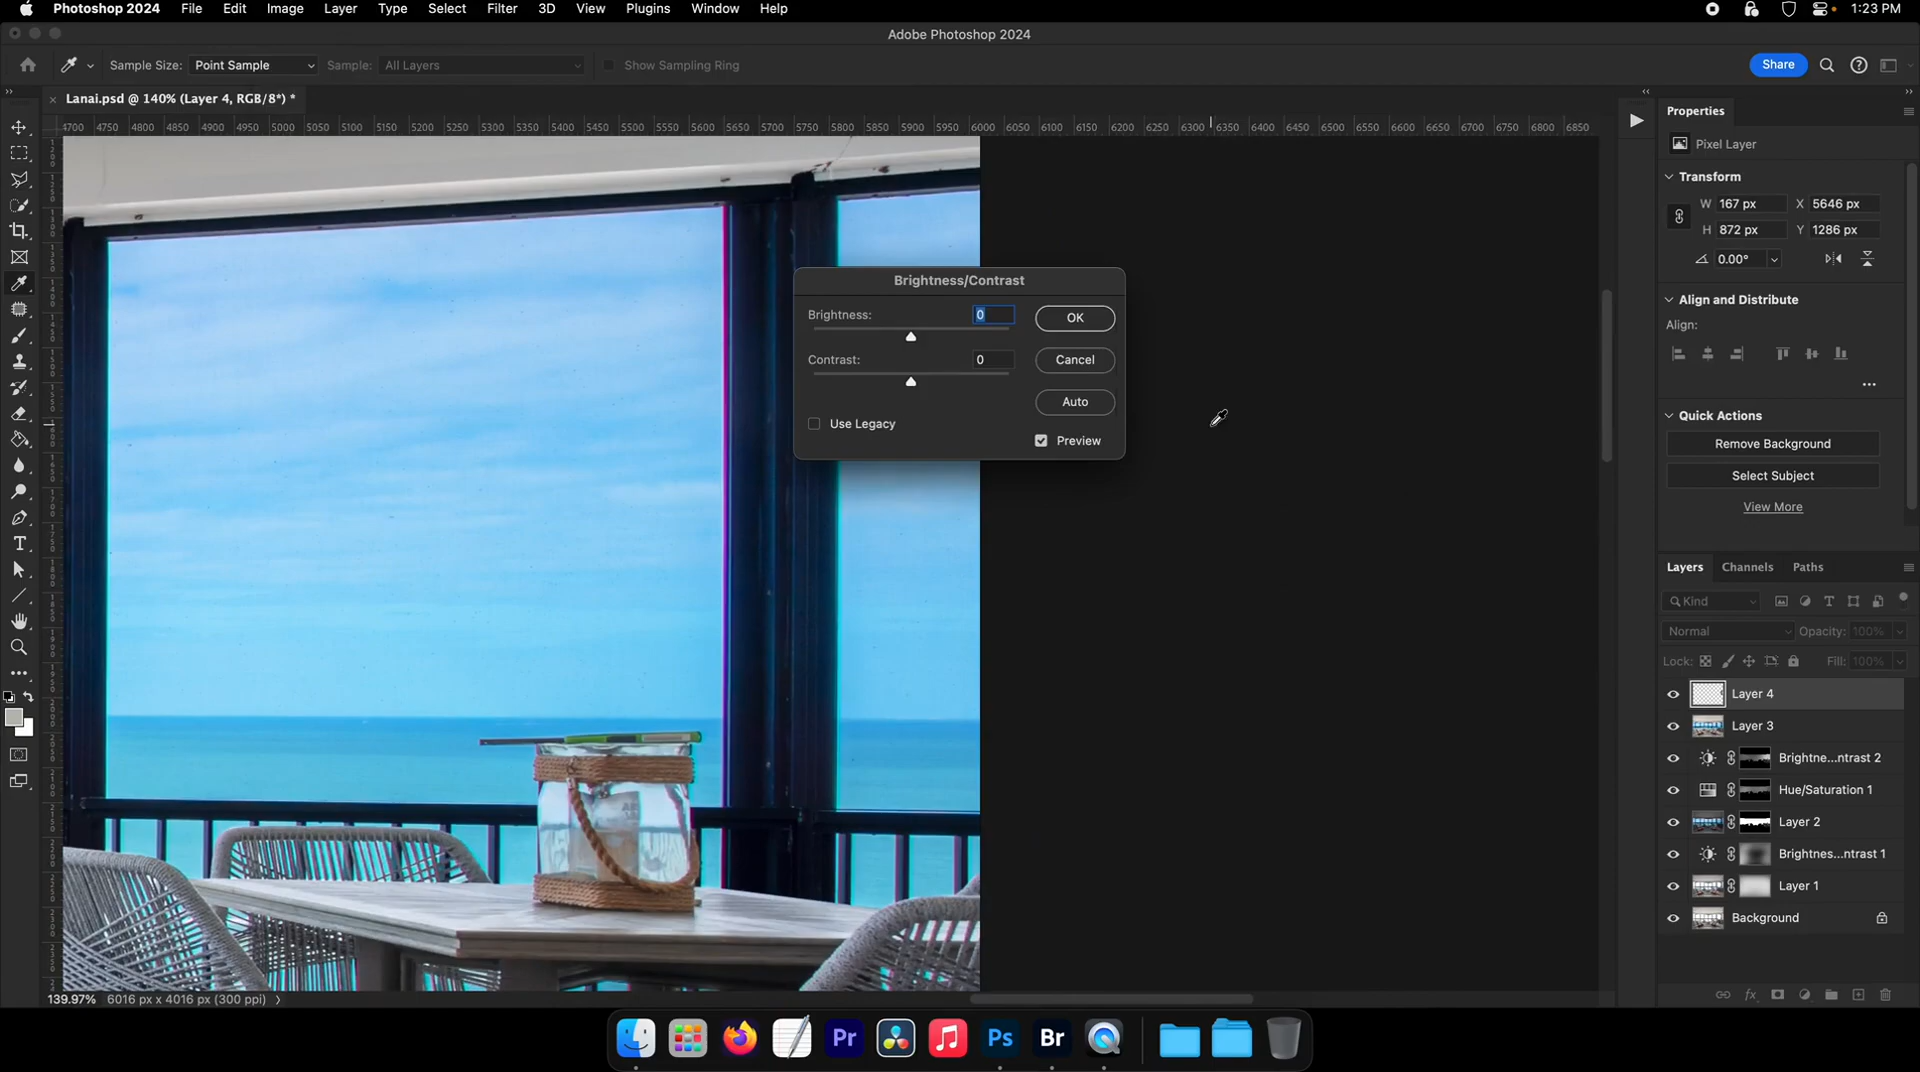 Photoshop 2024 File Edit Image Layer Type Select Filter 3D View Plugins Window Help 1:23 PM
Adobe Photoshop 2024
Sample Size: Point Sample Sample: All Layers Show Sampling Ring Share
Lanai.psd @ 140% (Layer 4, RGB/8*) *
4700 4750 4800 4850 4900 4950 5000 5050 5100 5150 5200 5250 5300 5350 5400 5450 5500 5550 5600 5650 5700 5750 5800 5850 5900 5950 6000 6050 6100 6150 6200 6250 6300 6350 6400 6450 6500 6550 6600 6650 6700 6750 6800 6850
Properties
Pixel Layer
Transform
W 167 px X 5646 px
H 872 px Y 1286 px
0.00°
Align and Distribute
Align:
Quick Actions
Remove Background
Select Subject
View More
Brightness/Contrast
Brightness: 0 OK
Contrast: 0 Cancel
Auto
Use Legacy
Preview
Layers Channels Paths
Kind
Normal Opacity: 100%
Lock: Fill: 100%
Layer 4
Layer 3
Brightne...ntrast 2
Hue/Saturation 1
Layer 2
Brightnes...ntrast 1
Layer 1
Background
139.97% 6016 px x 4016 px (300 ppi)
Pr Ps Br